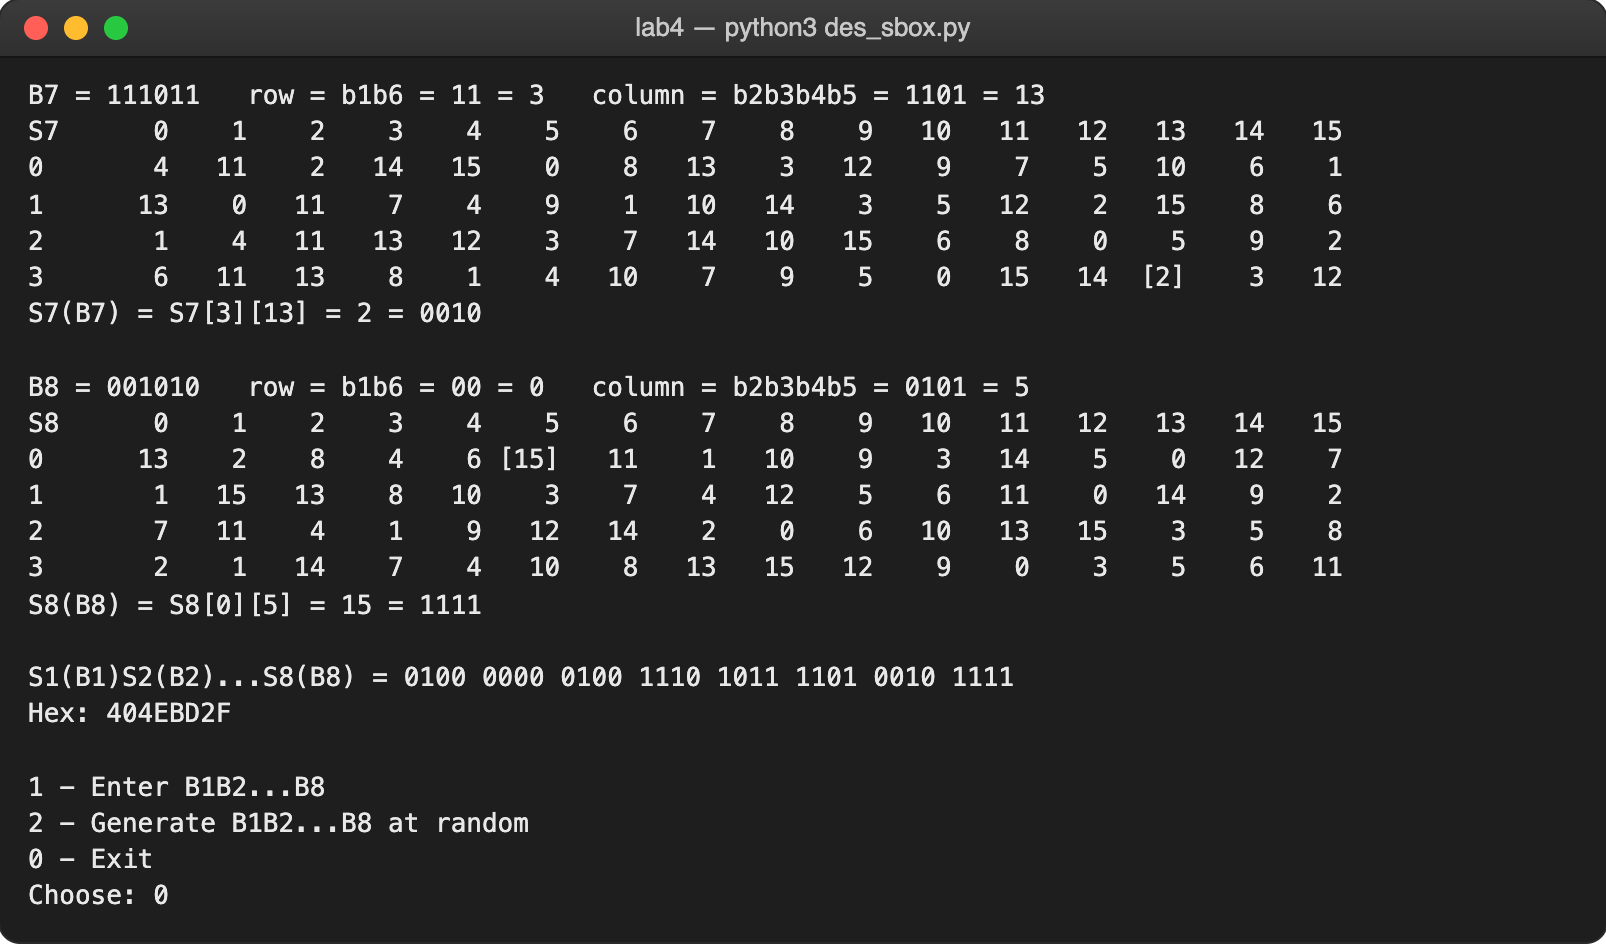 lab4 — python3 des_sbox.py
B7 = 111011   row = b1b6 = 11 = 3   column = b2b3b4b5 = 1101 = 13
S7      0    1    2    3    4    5    6    7    8    9   10   11   12   13   14   15
0       4   11    2   14   15    0    8   13    3   12    9    7    5   10    6    1
1      13    0   11    7    4    9    1   10   14    3    5   12    2   15    8    6
2       1    4   11   13   12    3    7   14   10   15    6    8    0    5    9    2
3       6   11   13    8    1    4   10    7    9    5    0   15   14   [2]    3   12
S7(B7) = S7[3][13] = 2 = 0010
B8 = 001010   row = b1b6 = 00 = 0   column = b2b3b4b5 = 0101 = 5
S8      0    1    2    3    4    5    6    7    8    9   10   11   12   13   14   15
0      13    2    8    4    6 [15]   11    1   10    9    3   14    5    0   12    7
1       1   15   13    8   10    3    7    4   12    5    6   11    0   14    9    2
2       7   11    4    1    9   12   14    2    0    6   10   13   15    3    5    8
3       2    1   14    7    4   10    8   13   15   12    9    0    3    5    6   11
S8(B8) = S8[0][5] = 15 = 1111
S1(B1)S2(B2)...S8(B8) = 0100 0000 0100 1110 1011 1101 0010 1111
Hex: 404EBD2F
1 – Enter B1B2...B8
2 – Generate B1B2...B8 at random
0 – Exit
Choose: 0